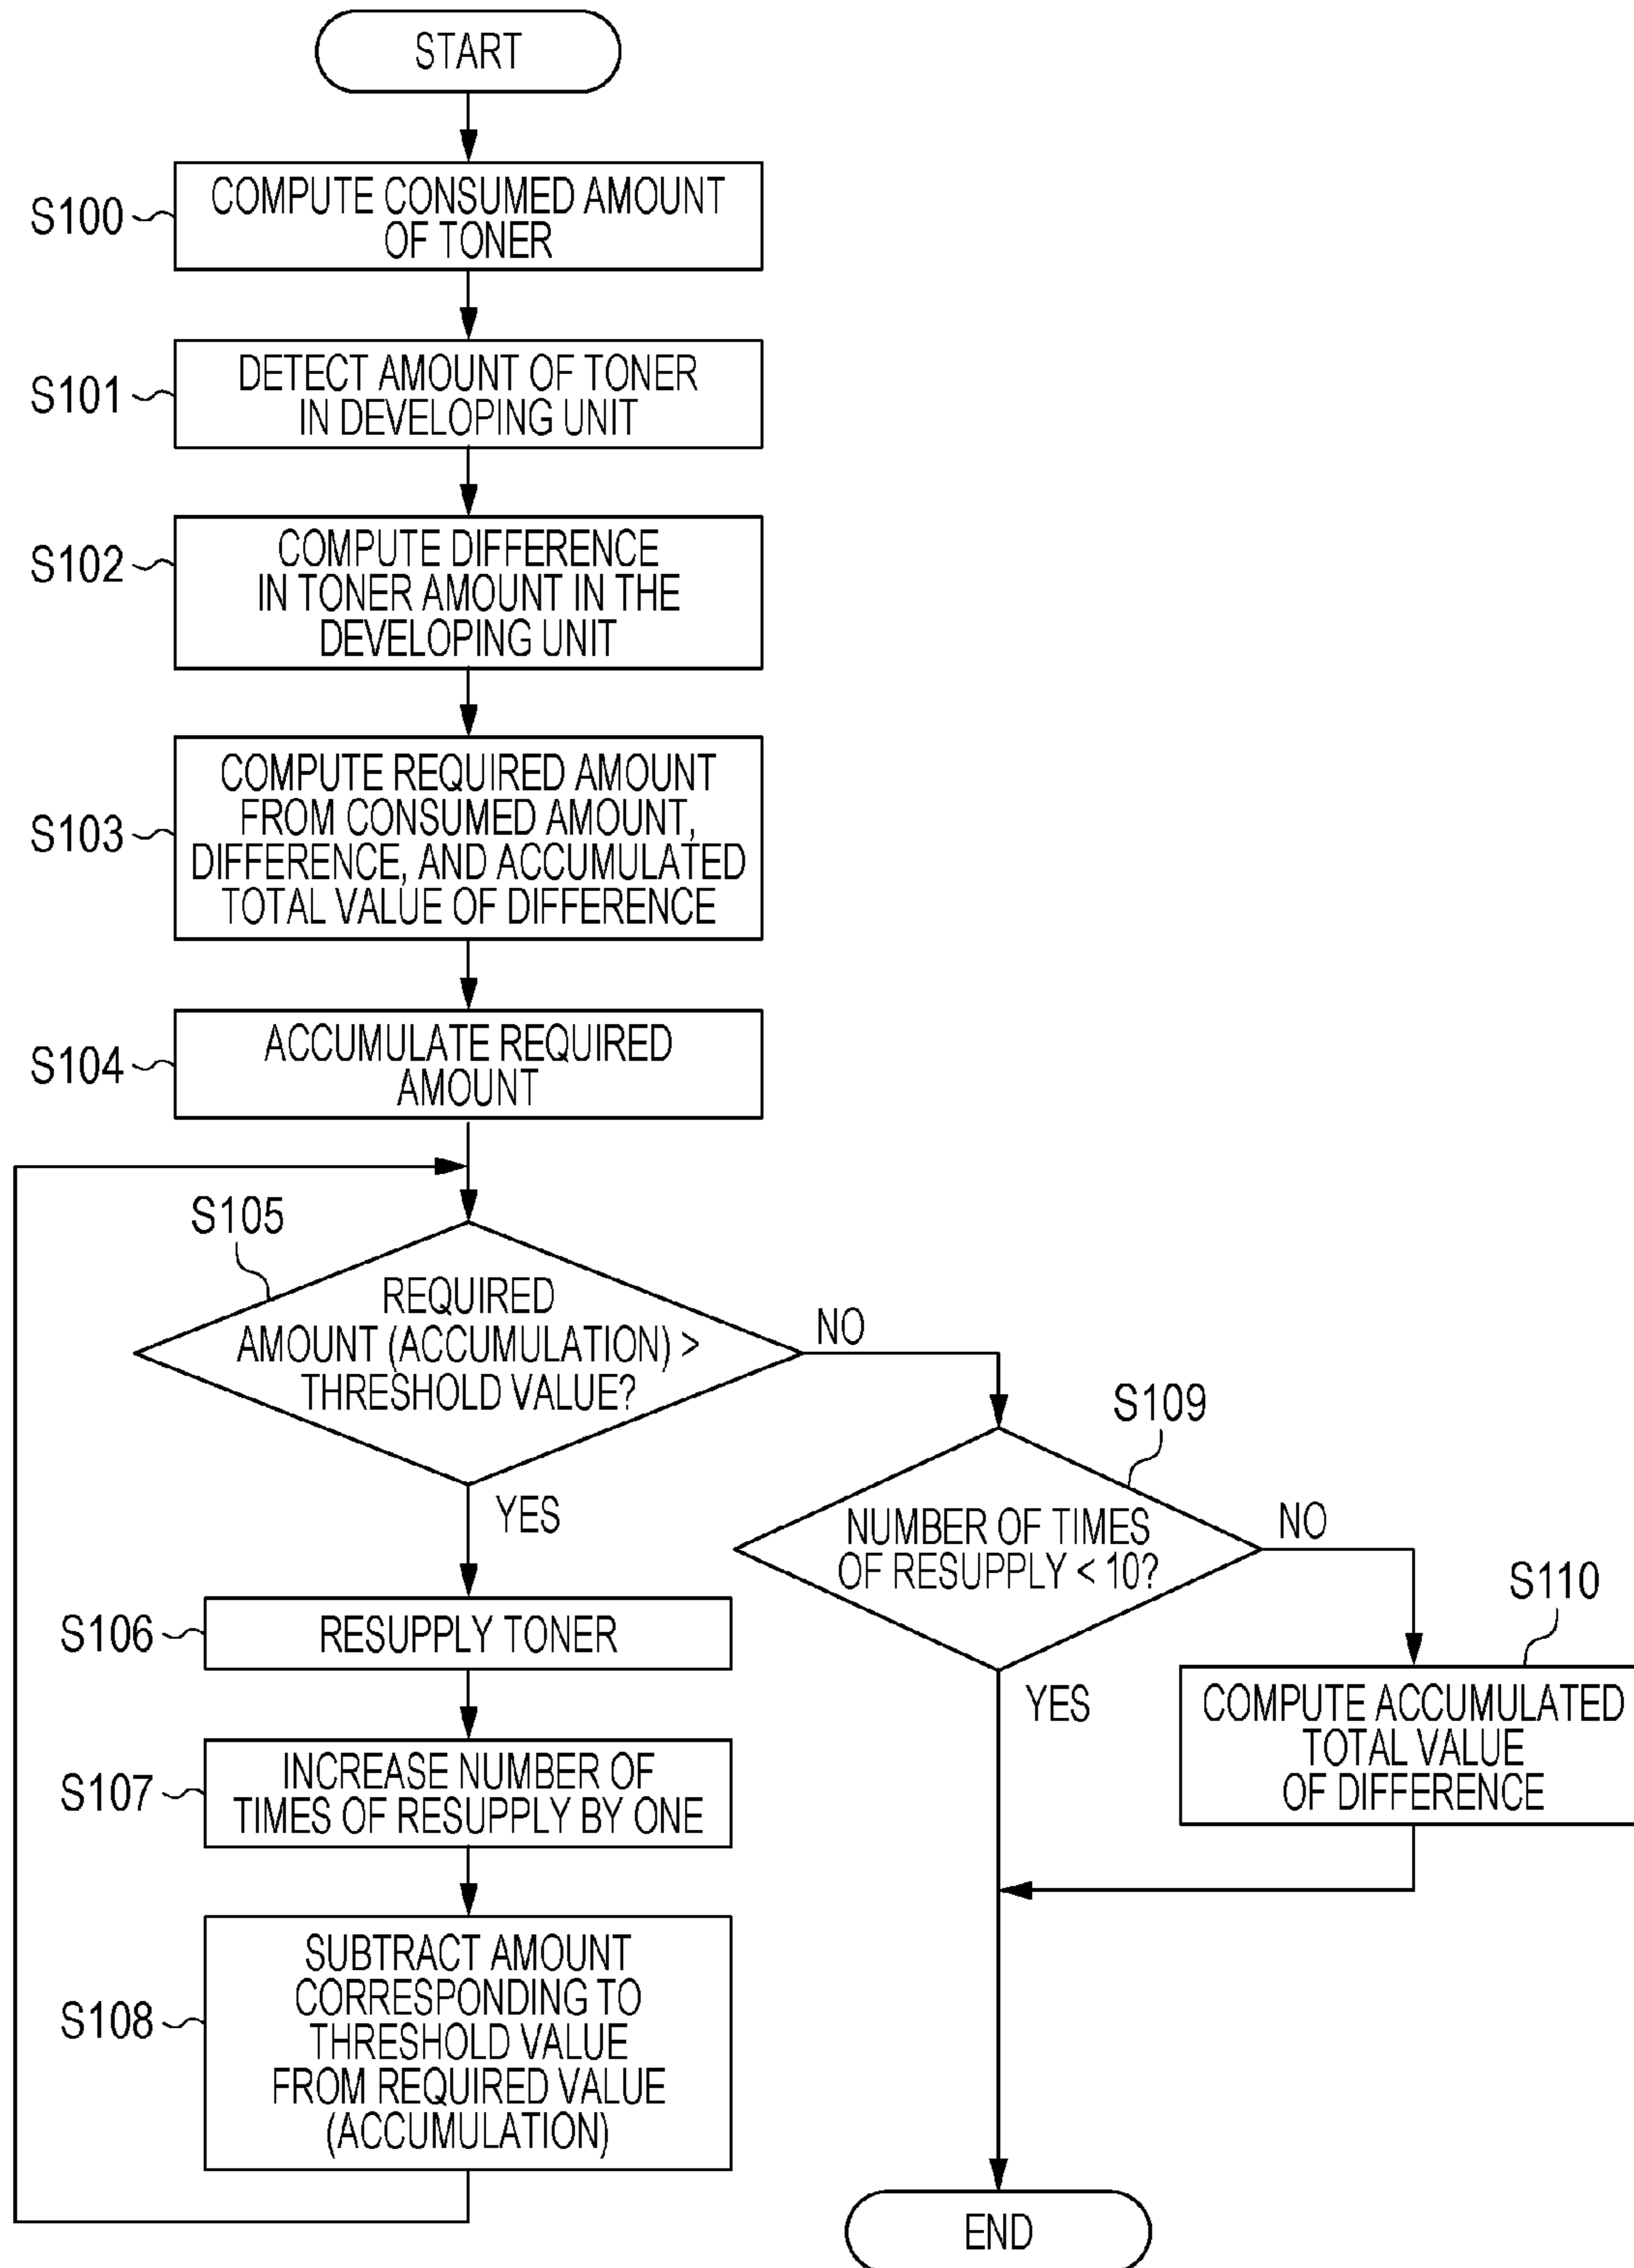 START
S100
COMPUTE CONSUMED AMOUNT
OF TONER
S101
DETECT AMOUNT OF TONER
IN DEVELOPING UNIT
S102
COMPUTE DIFFERENCE
IN TONER AMOUNT IN THE
DEVELOPING UNIT
S103
COMPUTE REQUIRED AMOUNT
FROM CONSUMED AMOUNT,
DIFFERENCE, AND ACCUMULATED
TOTAL VALUE OF DIFFERENCE
S104
ACCUMULATE REQUIRED
AMOUNT
S105
REQUIRED
AMOUNT (ACCUMULATION) >
THRESHOLD VALUE?
NO
YES
S106
RESUPPLY TONER
S107
INCREASE NUMBER OF
TIMES OF RESUPPLY BY ONE
S108
SUBTRACT AMOUNT
CORRESPONDING TO
THRESHOLD VALUE
FROM REQUIRED VALUE
(ACCUMULATION)
S109
NUMBER OF TIMES
OF RESUPPLY < 10?
NO
YES
S110
COMPUTE ACCUMULATED
TOTAL VALUE
OF DIFFERENCE
END